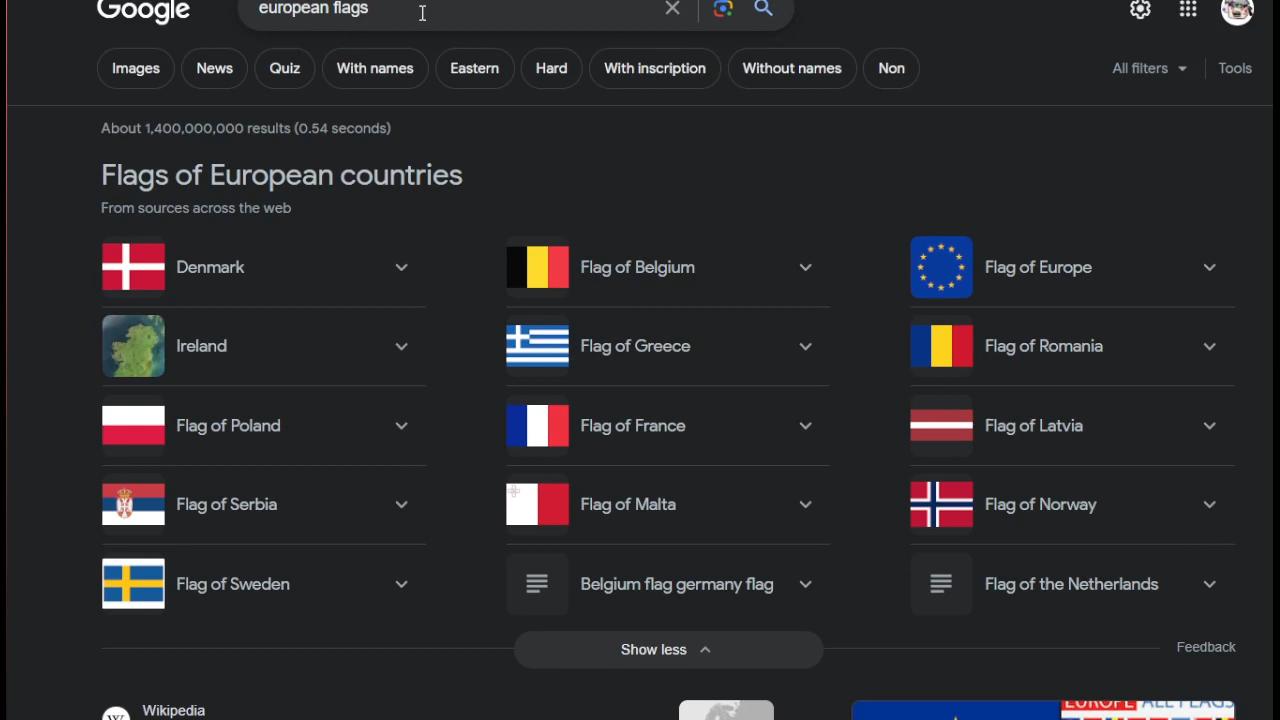 Google
european flags
Images
News
Quiz
With names
Eastern
Hard
With inscription
Without names
Non
All filters
Tools
About 1,400,000,000 results (0.54 seconds)
Flags of European countries
From sources across the web
Denmark
Flag of Belgium
Flag of Europe
Ireland
Flag of Greece
Flag of Romania
Flag of Poland
Flag of France
Flag of Latvia
Flag of Serbia
Flag of Malta
Flag of Norway
Flag of Sweden
Belgium flag germany flag
Flag of the Netherlands
Show less
Feedback
W
Wikipedia
EUROPE ALL FLAGS